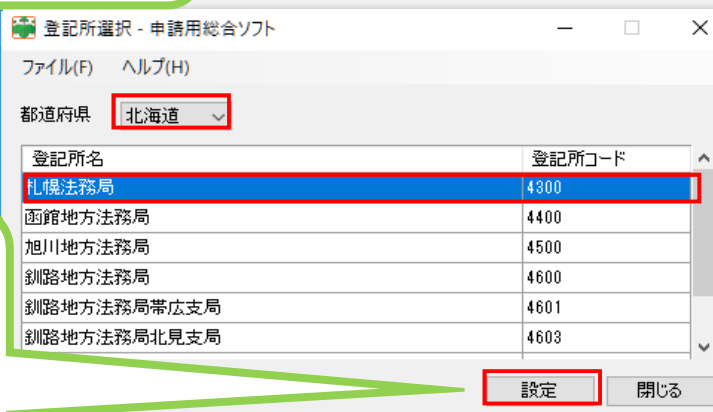 登記所選択 - 申請用総合ソフト
ファイル(F) ヘルプ(H)
都道府県 北海道
登記所名 登記所コード
札幌法務局 4300
函館地方法務局 4400
旭川地方法務局 4500
釧路地方法務局 4600
釧路地方法務局帯広支局 4601
釧路地方法務局北見支局 4603
設定 閉じる